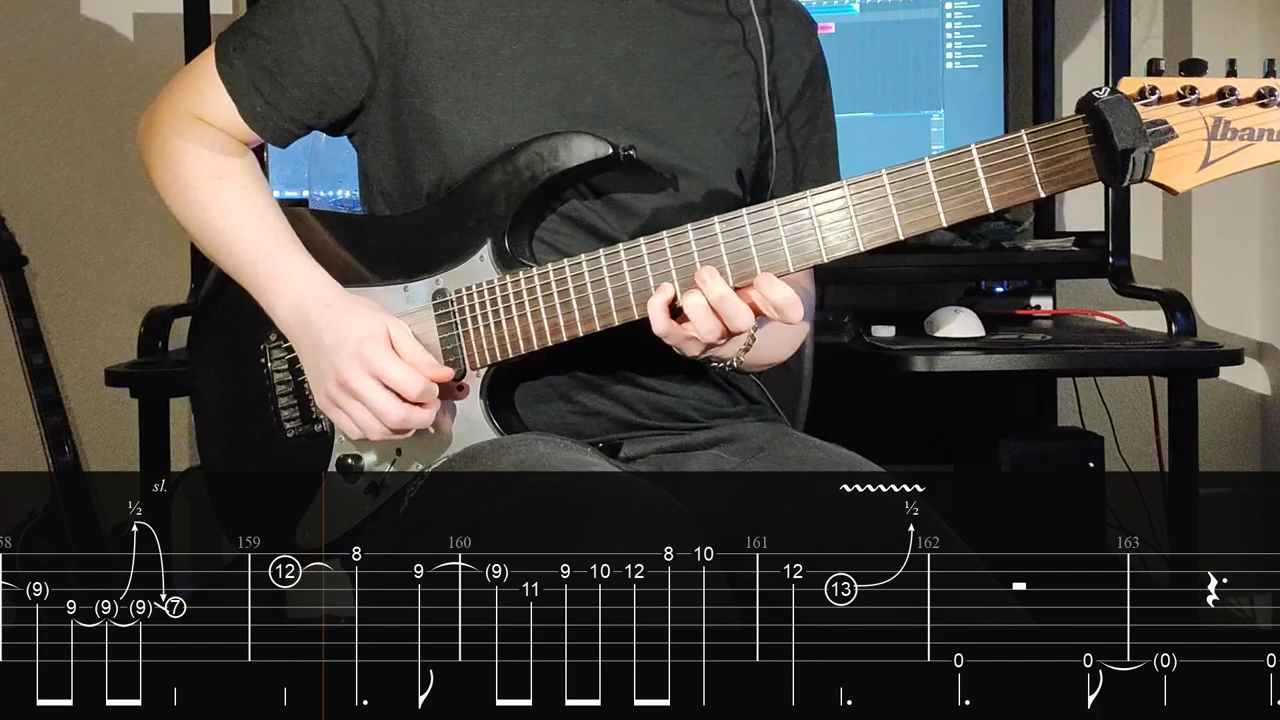 Iban
sl.
½ ½
58 159 160 161 162 163
8 8 10
12 9 (9) 9 10 12 12
(9) 11 13
9 (9) (9) 7
0 0 (0) 0